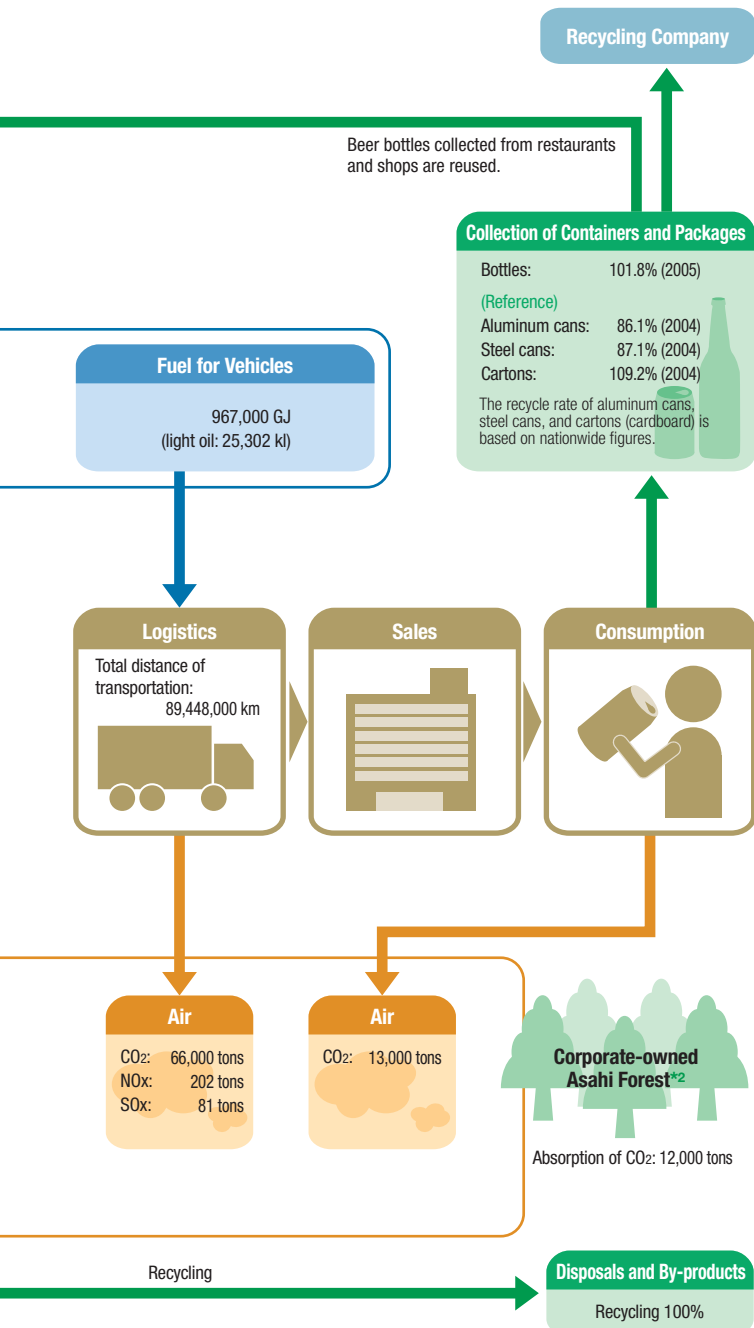 Recycling Company
Beer bottles collected from restaurants
and shops are reused.
Collection of Containers and Packages
Bottles: 101.8% (2005)
(Reference)
Aluminum cans: 86.1% (2004)
Steel cans: 87.1% (2004)
Cartons: 109.2% (2004)
The recycle rate of aluminum cans,
steel cans, and cartons (cardboard) is
based on nationwide figures.
Fuel for Vehicles
967,000 GJ
(light oil: 25,302 kl)
Logistics
Total distance of
transportation:
89,448,000 km
Sales
Consumption
Air
CO2: 66,000 tons
NOx: 202 tons
SOx: 81 tons
Air
CO2: 13,000 tons
Corporate-owned
Asahi Forest*2
Absorption of CO2: 12,000 tons
Recycling
Disposals and By-products
Recycling 100%